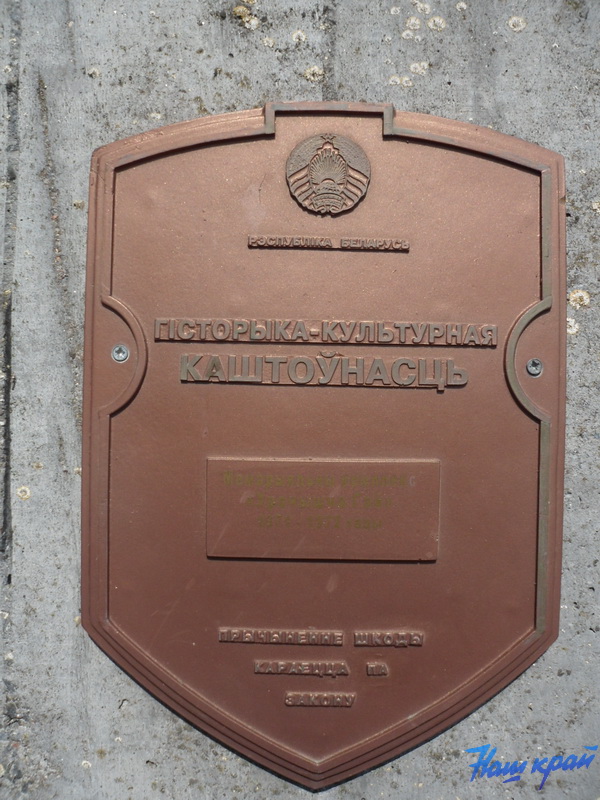 РЭСПУБЛІКА БЕЛАРУСЬ
ГІСТОРЫКА-КУЛЬТУРНАЯ
КАШТОЎНАСЦЬ
ПРЫЧЫНЕННЕ ШКОДЫ
КАРАЕЦЦА ПА
ЗАКОНУ
Наш край